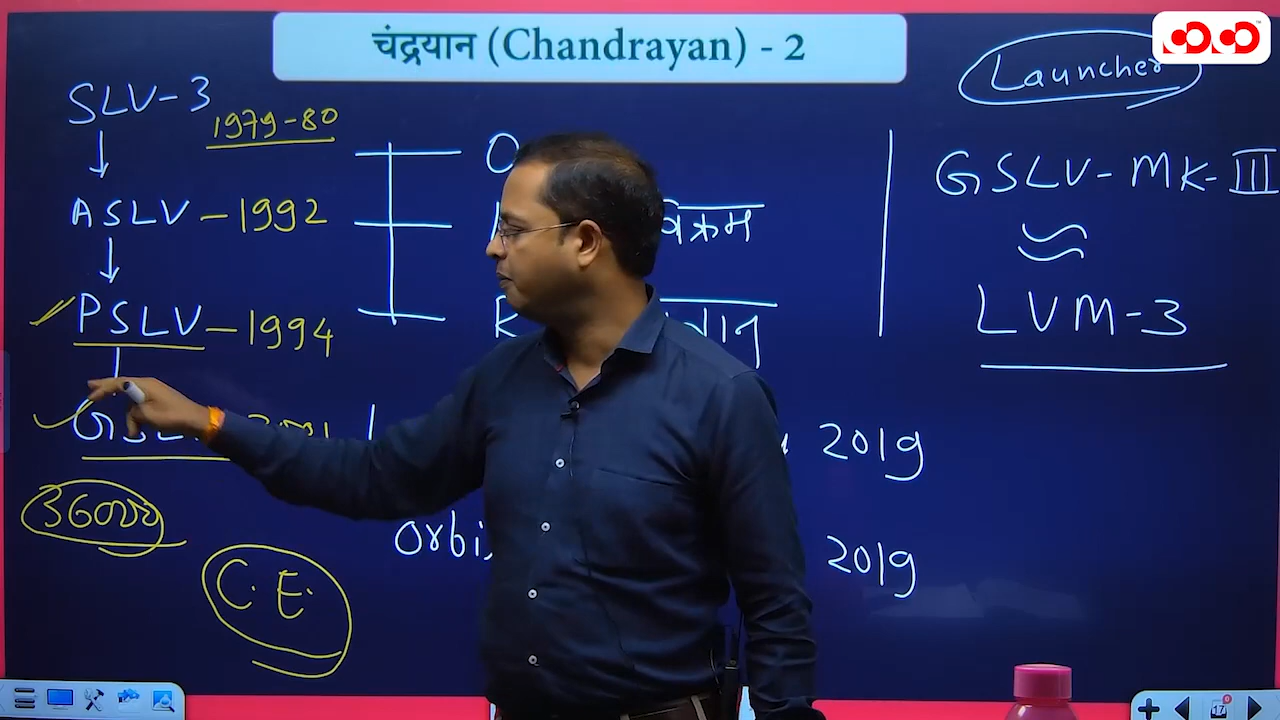 चंद्रयान (Chandrayan) - 2
Launcher
SLV-3
1979-80
ASLV - 1992
PSLV - 1994
36000
C.E.
विक्रम
GSLV-MK-III
≈
LVM-3
2019
2019